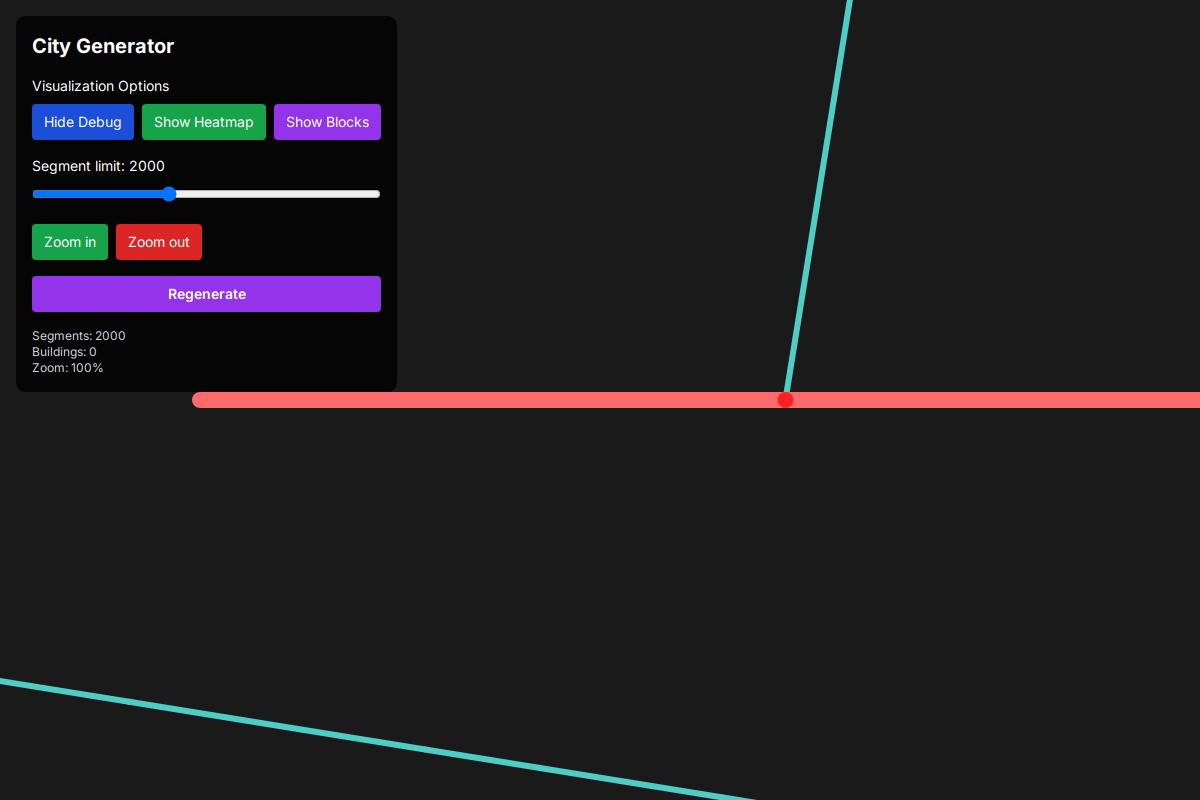 City Generator
Visualization Options
Hide Debug Show Heatmap Show Blocks
Segment limit: 2000
Zoom in Zoom out
Regenerate
Segments: 2000
Buildings: 0
Zoom: 100%